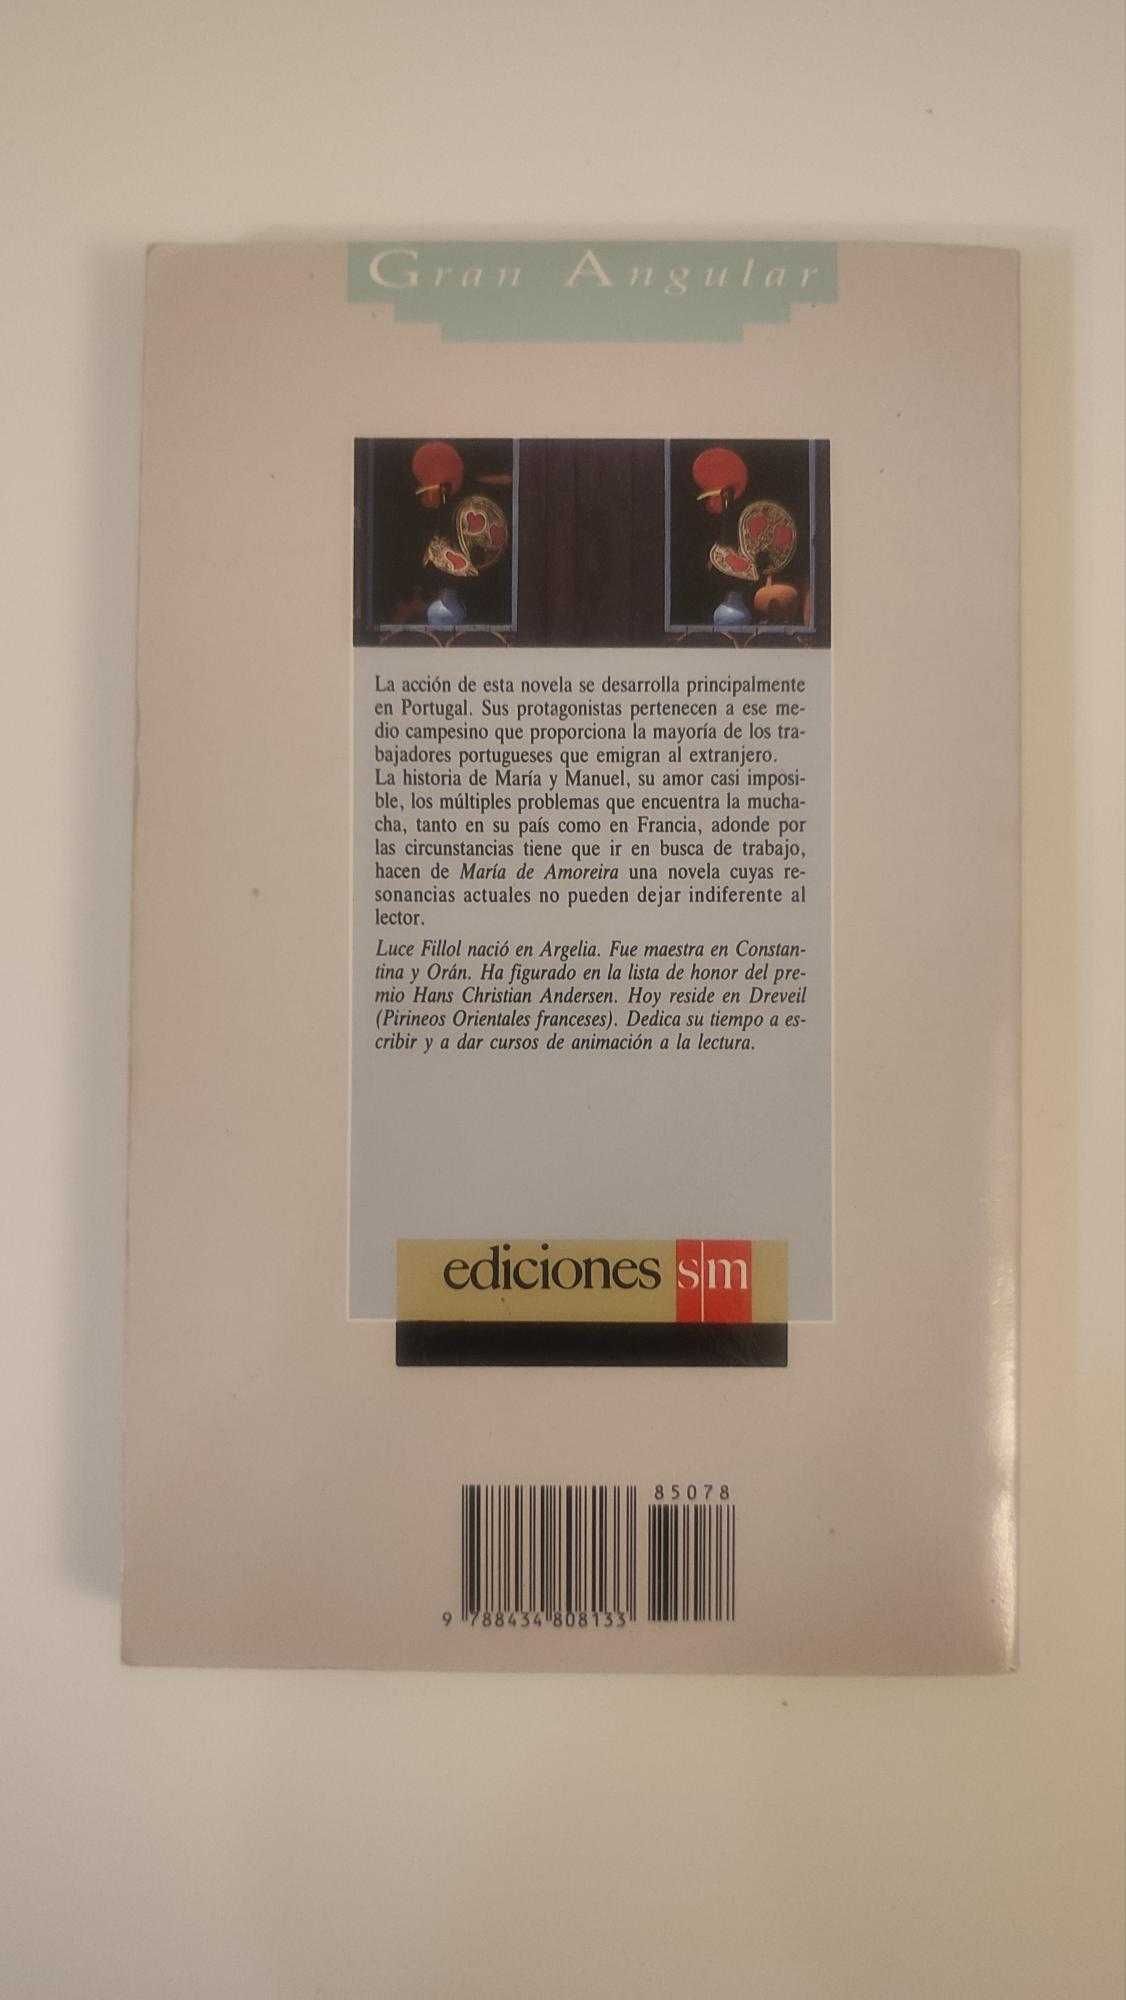 Gran Angular
La acción de esta novela se desarrolla principalmente
en Portugal. Sus protagonistas pertenecen a ese me-
dio campesino que proporciona la mayoría de los tra-
bajadores portugueses que emigran al extranjero.
La historia de María y Manuel, su amor casi imposi-
ble, los múltiples problemas que encuentra la mucha-
cha, tanto en su país como en Francia, adonde por
las circunstancias tiene que ir en busca de trabajo,
hacen de María de Amoreira una novela cuyas re-
sonancias actuales no pueden dejar indiferente al
lector.
Luce Fillol nació en Argelia. Fue maestra en Constan-
tina y Orán. Ha figurado en la lista de honor del pre-
mio Hans Christian Andersen. Hoy reside en Dreveil
(Pirineos Orientales franceses). Dedica su tiempo a es-
cribir y a dar cursos de animación a la lectura.
ediciones sm
85078
9 788434 808133